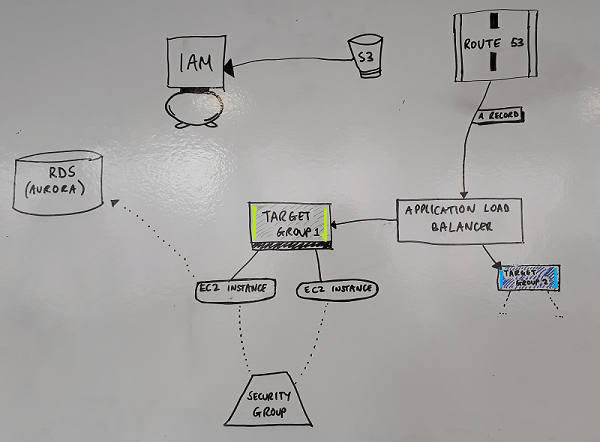 IAM
S3
ROUTE 53
A RECORD
RDS
(AURORA)
TARGET
GROUP 1
APPLICATION LOAD
BALANCER
TARGET
GROUP 2
EC2 INSTANCE
EC2 INSTANCE
SECURITY
GROUP